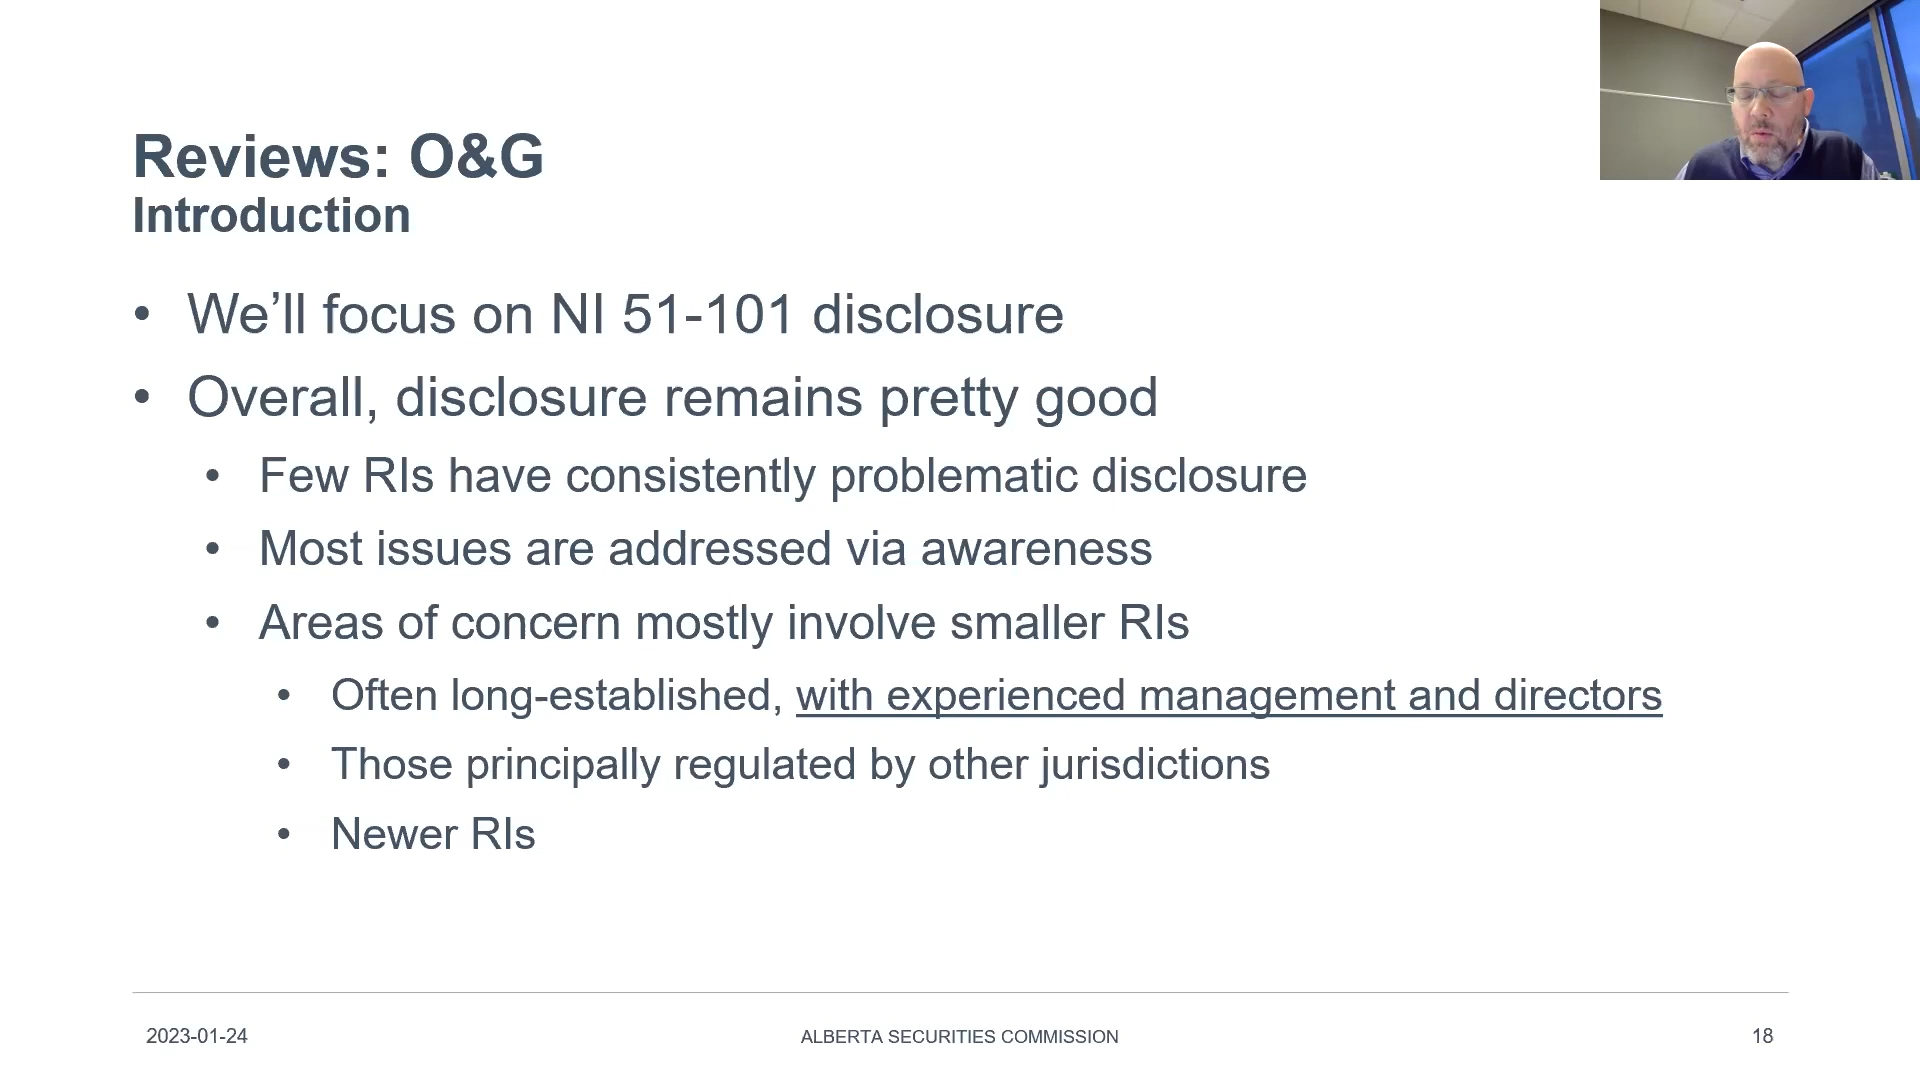 Reviews: O&G
Introduction
• We’ll focus on NI 51-101 disclosure
• Overall, disclosure remains pretty good
• Few RIs have consistently problematic disclosure
• Most issues are addressed via awareness
• Areas of concern mostly involve smaller RIs
• Often long-established, with experienced management and directors
• Those principally regulated by other jurisdictions
• Newer RIs
2023-01-24
ALBERTA SECURITIES COMMISSION
18